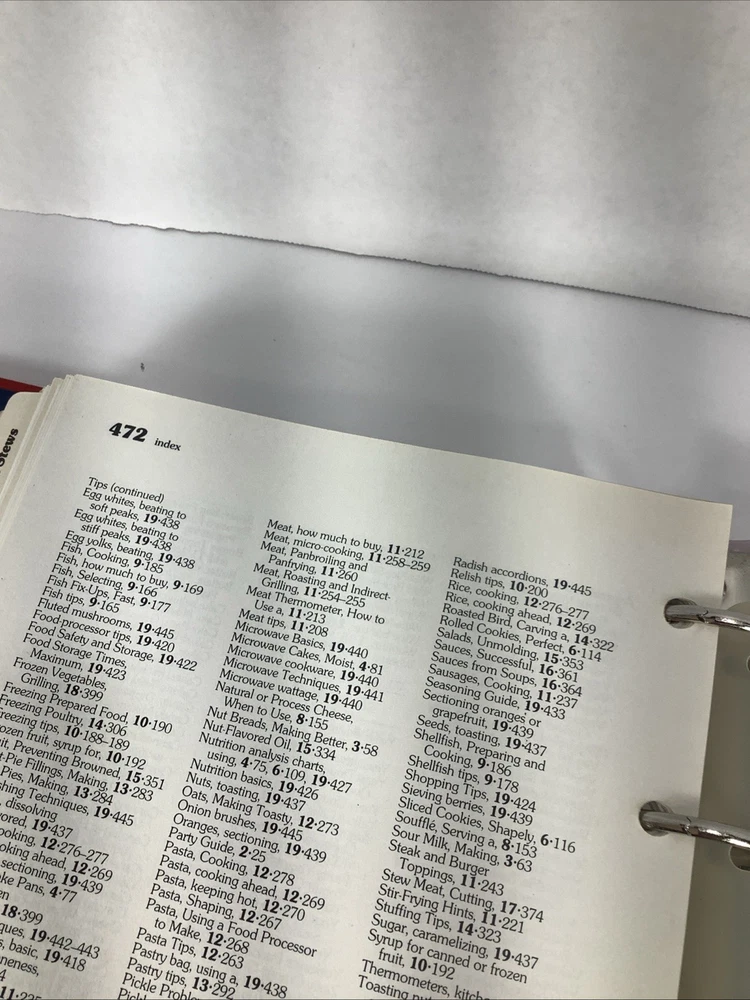 Stews
472 index
Tips (continued)
Egg whites, beating to
soft peaks, 19·438
Egg whites, beating to
stiff peaks, 19·438
Egg yolks, beating, 19·438
Fish, Cooking, 9·185
Fish, how much to buy, 9·169
Fish, Selecting, 9·166
Fish Fix-Ups, Fast, 9·177
Fish tips, 9·165
Fluted mushrooms, 19·445
Food processor tips, 19·420
Food Safety and Storage, 19·422
Food Storage Times,
Maximum, 19·423
Frozen Vegetables,
Grilling, 18·399
Freezing Prepared Food, 10·190
Freezing Poultry, 14·306
reezing tips, 10·188–189
ozen fruit, syrup for, 10·192
uit, Preventing Browned, 15·351
t-Pie Fillings, Making, 13·283
Pies, Making, 13·284
shing Techniques, 19·445
dissolving
ored, 19·437
ooking, 12·276–277
oking ahead, 12·269
sectioning, 19·439
ke Pans, 4·77
en
18·399
ques, 19·442–443
s, basic, 19·418
neness,
4
11·225
Meat, how much to buy, 11·212
Meat, micro-cooking, 11·258–259
Meat, Panbroiling and
Panfrying, 11·260
Meat, Roasting and Indirect-
Grilling, 11·254–255
Meat Thermometer, How to
Use a, 11·213
Meat tips, 11·208
Microwave Basics, 19·440
Microwave Cakes, Moist, 4·81
Microwave cookware, 19·440
Microwave Techniques, 19·441
Microwave wattage, 19·440
Natural or Process Cheese,
When to Use, 8·155
Nut Breads, Making Better, 3·58
Nut-Flavored Oil, 15·334
Nutrition analysis charts,
using, 4·75, 6·109, 19·427
Nutrition basics, 19·426
Nuts, toasting, 19·437
Oats, Making Toasty, 12·273
Onion brushes, 19·445
Oranges, sectioning, 19·439
Party Guide, 2·25
Pasta, Cooking, 12·278
Pasta, cooking ahead, 12·269
Pasta, keeping hot, 12·270
Pasta, Shaping, 12·267
Pasta, Using a Food Processor
to Make, 12·268
Pasta Tips, 12·263
Pastry bag, using a, 19·438
Pastry tips, 13·292
Pickle Proble
Radish accordions, 19·445
Relish tips, 10·200
Rice, cooking, 12·276–277
Rice, cooking ahead, 12·269
Roasted Bird, Carving a, 14·322
Rolled Cookies, Perfect, 6·114
Salads, Unmolding, 15·353
Sauces, Successful, 16·361
Sauces from Soups, 16·364
Sausages, Cooking, 11·237
Seasoning Guide, 19·433
Sectioning oranges or
grapefruit, 19·439
Seeds, toasting, 19·437
Shellfish, Preparing and
Cooking, 9·186
Shellfish tips, 9·178
Shopping Tips, 19·424
Sieving berries, 19·439
Sliced Cookies, Shapely, 6·116
Soufflé, Serving a, 8·153
Sour Milk, Making, 3·63
Steak and Burger
Toppings, 11·243
Stew Meat, Cutting, 17·374
Stir-Frying Hints, 11·221
Stuffing Tips, 14·323
Sugar, caramelizing, 19·437
Syrup for canned or frozen
fruit, 10·192
Thermometers, kitche
Toasting nut